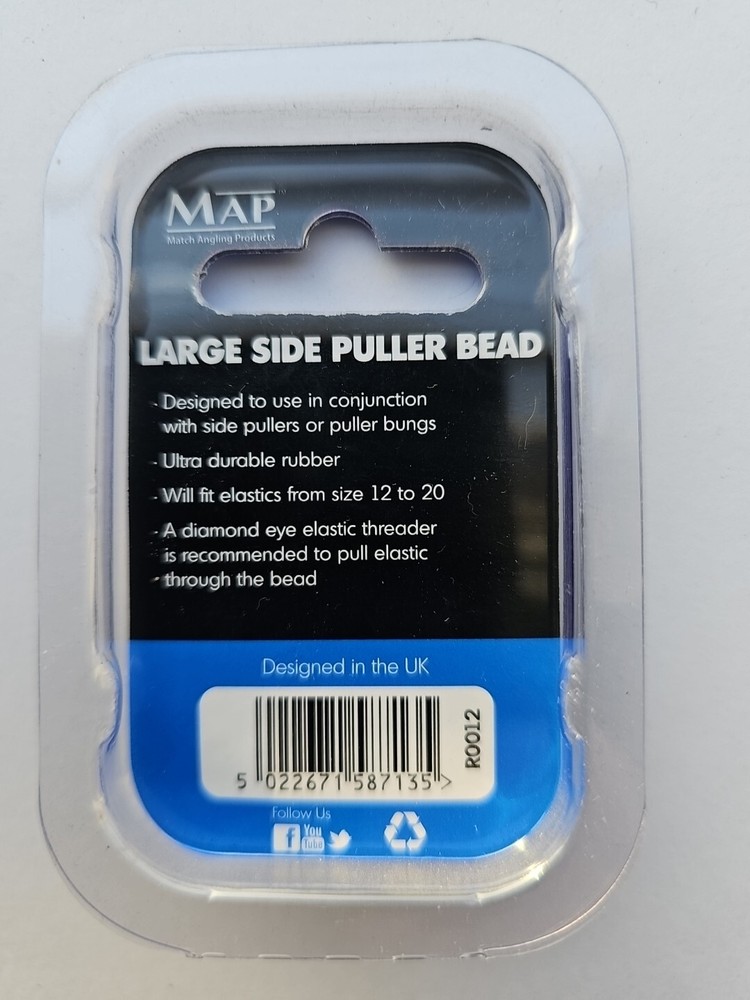 MAP
Match Angling Products
LARGE SIDE PULLER BEAD
- Designed to use in conjunction
with side pullers or puller bungs
- Ultra durable rubber
- Will fit elastics from size 12 to 20
- A diamond eye elastic threader
is recommended to pull elastic
- through the bead
Designed in the UK
5 022671 587135 >
R0012
Follow Us
f You Tube